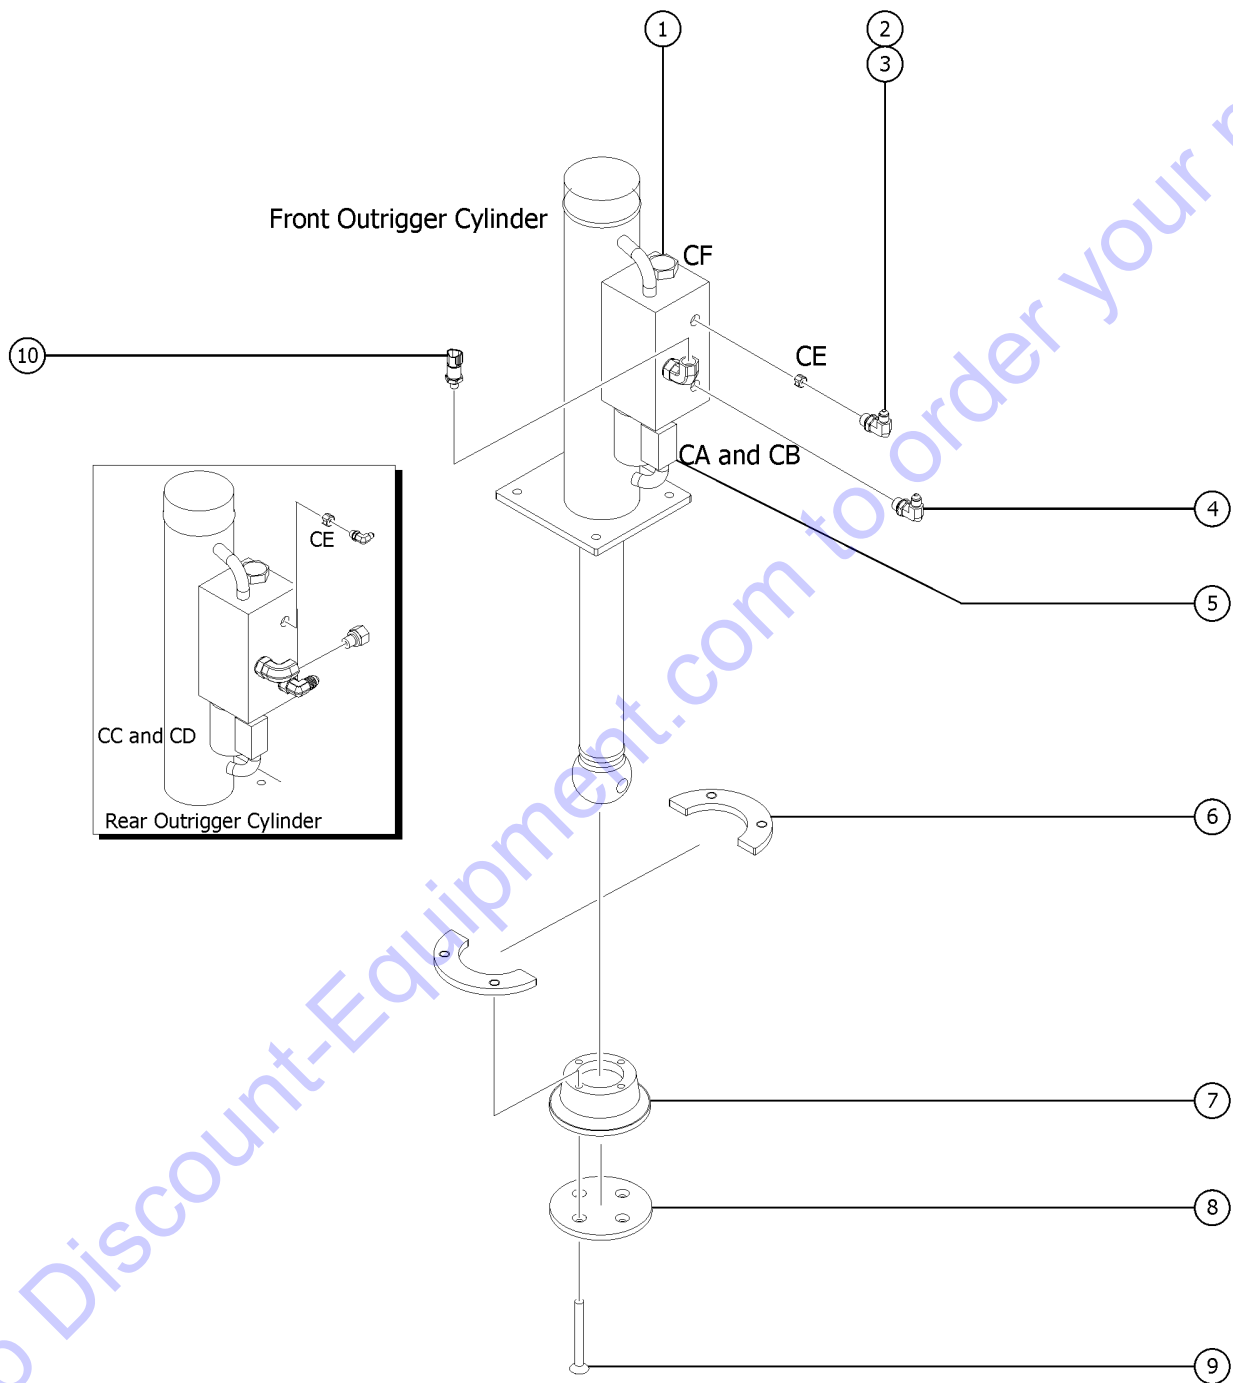 1
2
3
Front Outrigger Cylinder
CF
10
CE
CA and CB
4
CE
5
CC and CD
Rear Outrigger Cylinder
6
7
8
9
Discount-Equipment.com to order your